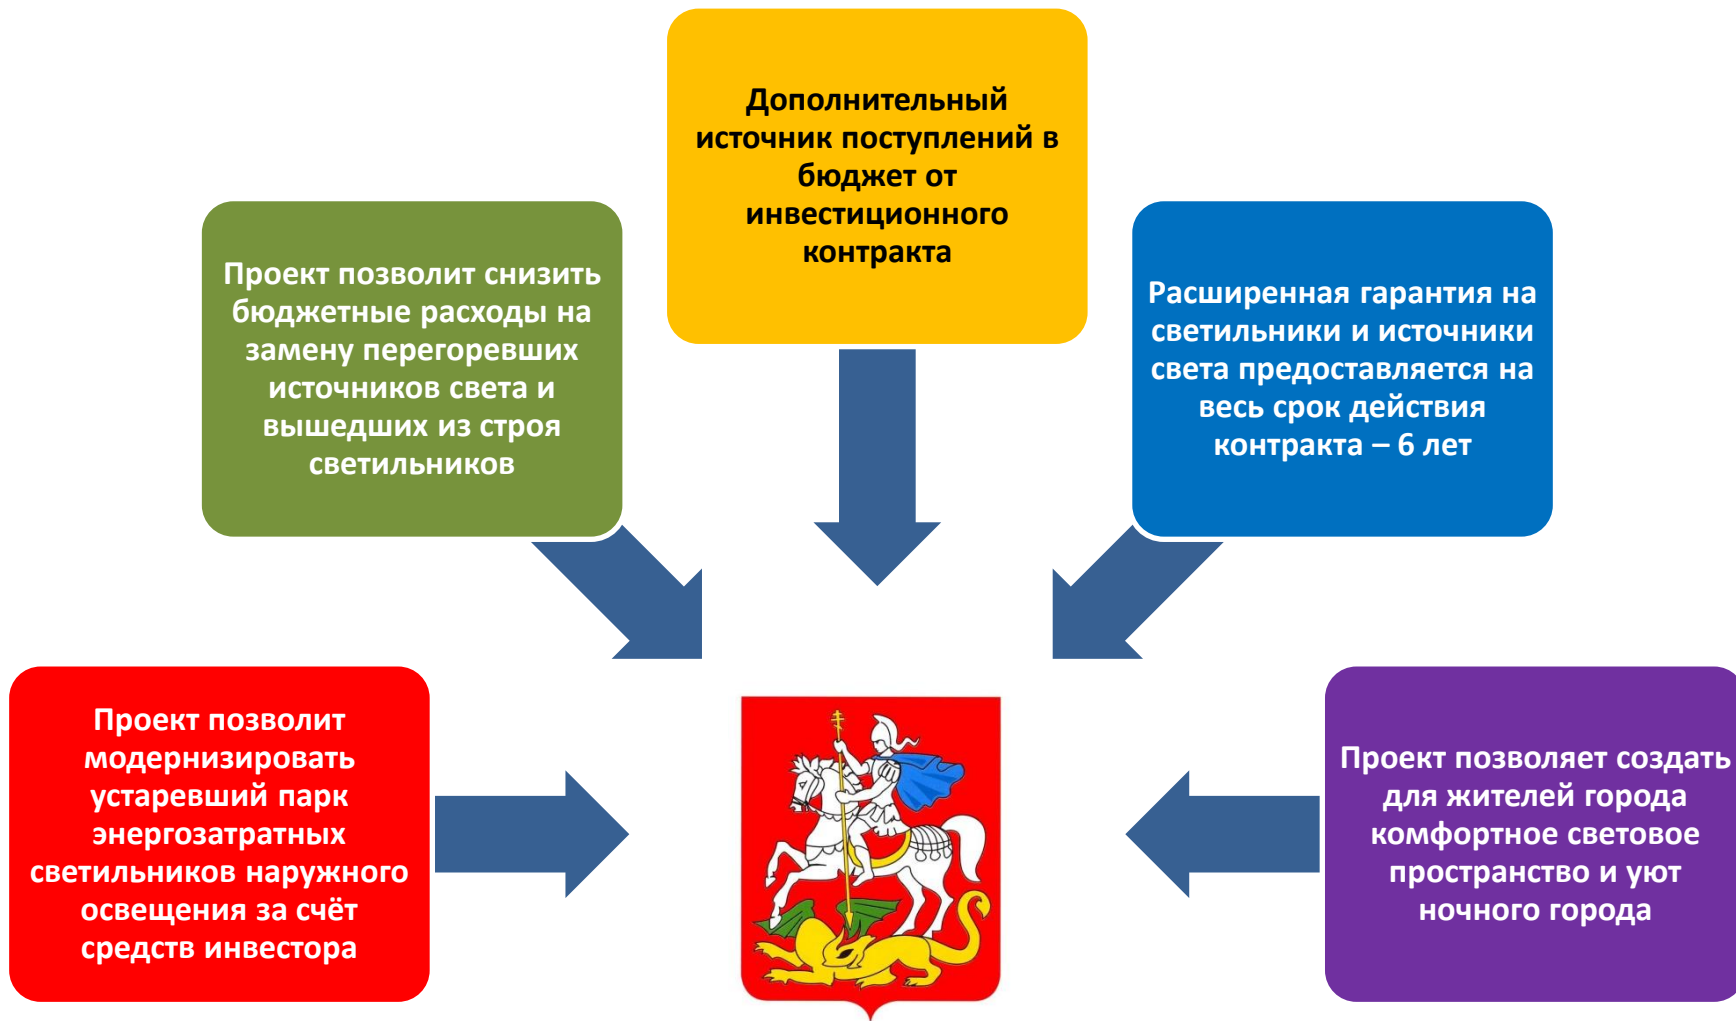 Дополнительный
источник поступлений в
бюджет от
инвестиционного
контракта
Проект позволит снизить
бюджетные расходы на
замену перегоревших
источников света и
вышедших из строя
светильников
Расширенная гарантия на
светильники и источники
света предоставляется на
весь срок действия
контракта – 6 лет
Проект позволит
модернизировать
устаревший парк
энергозатратных
светильников наружного
освещения за счёт
средств инвестора
Проект позволяет создать
для жителей города
комфортное световое
пространство и уют
ночного города